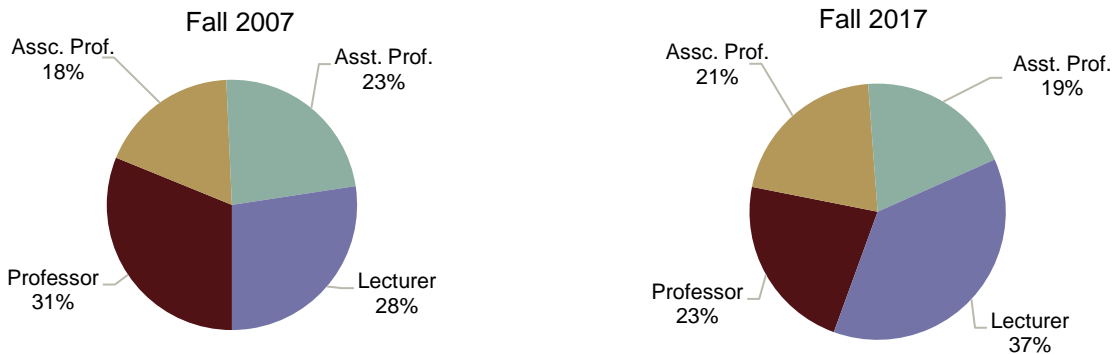 Fall 2007
Assc. Prof.
18%
Asst. Prof.
23%
Professor
31%
Lecturer
28%
Fall 2017
Assc. Prof.
21%
Asst. Prof.
19%
Professor
23%
Lecturer
37%